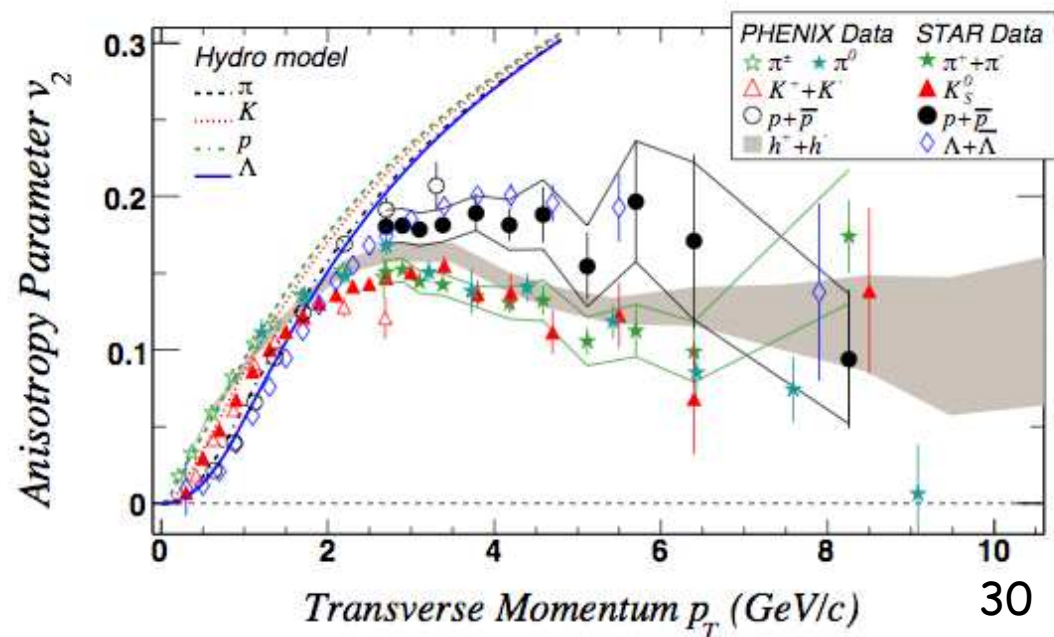 Anisotropy Parameter v₂
0.3
0.2
0.1
0
Hydro model
π
K
p
Λ
PHENIX Data STAR Data
π± π⁰ π⁺+π⁻
K⁺+K⁻ K⁰S
p+p̅ p+p̅
h⁺+h⁻ Λ+Λ̅
0 2 4 6 8 10
Transverse Momentum pT (GeV/c)
30